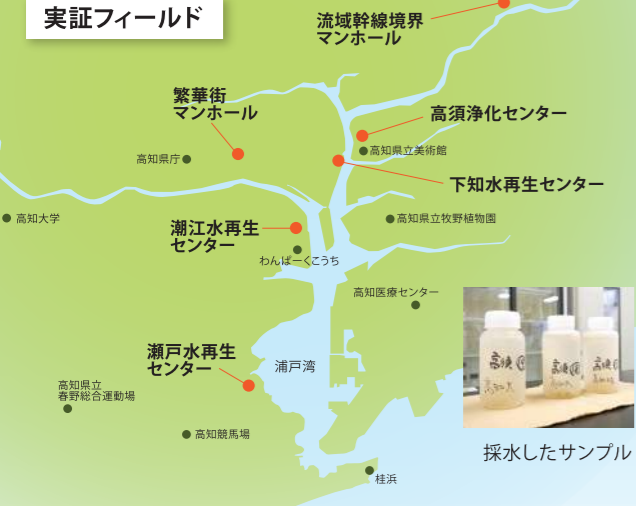 実証フィールド
流域幹線境界
マンホール
繁華街
マンホール
高須浄化センター
高知県庁
高知県立美術館
下知水再生センター
高知大学
潮江水再生
センター
高知県立牧野植物園
わんぱーくこうち
高知医療センター
瀬戸水再生
センター
浦戸湾
高知県立
春野総合運動場
高知競馬場
桂浜
採水したサンプル